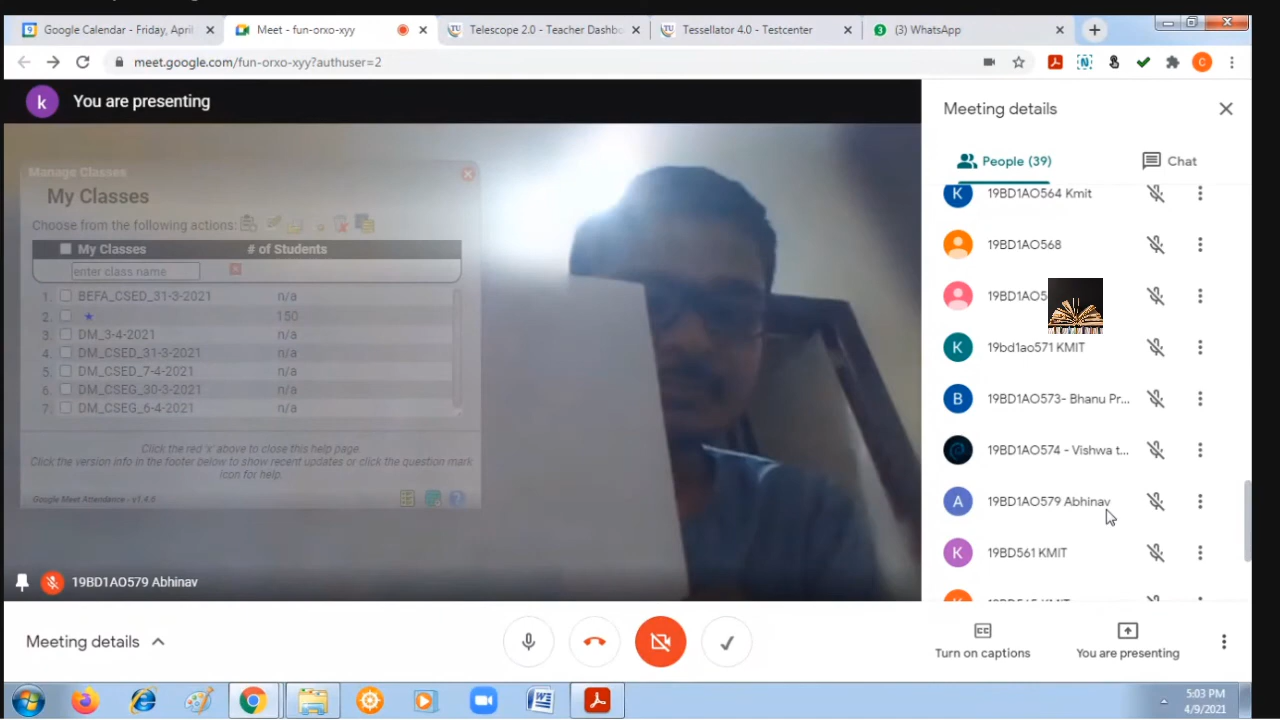 Google Calendar - Friday, April
Meet - fun-orxo-xyy
Telescope 2.0 - Teacher Dashbo
Tessellator 4.0 - Testcenter
3
(3) WhatsApp
meet.google.com/fun-orxo-xyy?authuser=2
C
k
You are presenting
Manage Classes
My Classes
Choose from the following actions:
My Classes
# of Students
enter class name
1. BEFA_CSED_31-3-2021 n/a
2. ★ 150
3. DM_3-4-2021 n/a
4. DM_CSED_31-3-2021 n/a
5. DM_CSED_7-4-2021 n/a
6. DM_CSEG_30-3-2021 n/a
7. DM_CSEG_6-4-2021 n/a
Click the red 'x' above to close this help page
Click the version info in the footer below to show recent updates or click the question mark
icon for help
Google Meet Attendance - v1.4.6
19BD1AO579 Abhinav
Meeting details
People (39)
Chat
K
19BD1AO564 Kmit
19BD1AO568
19BD1AO5
K
19bd1ao571 KMIT
B
19BD1AO573- Bhanu Pr...
19BD1AO574 - Vishwa t...
A
19BD1AO579 Abhinav
K
19BD561 KMIT
Meeting details
Turn on captions
You are presenting
5:03 PM
4/9/2021